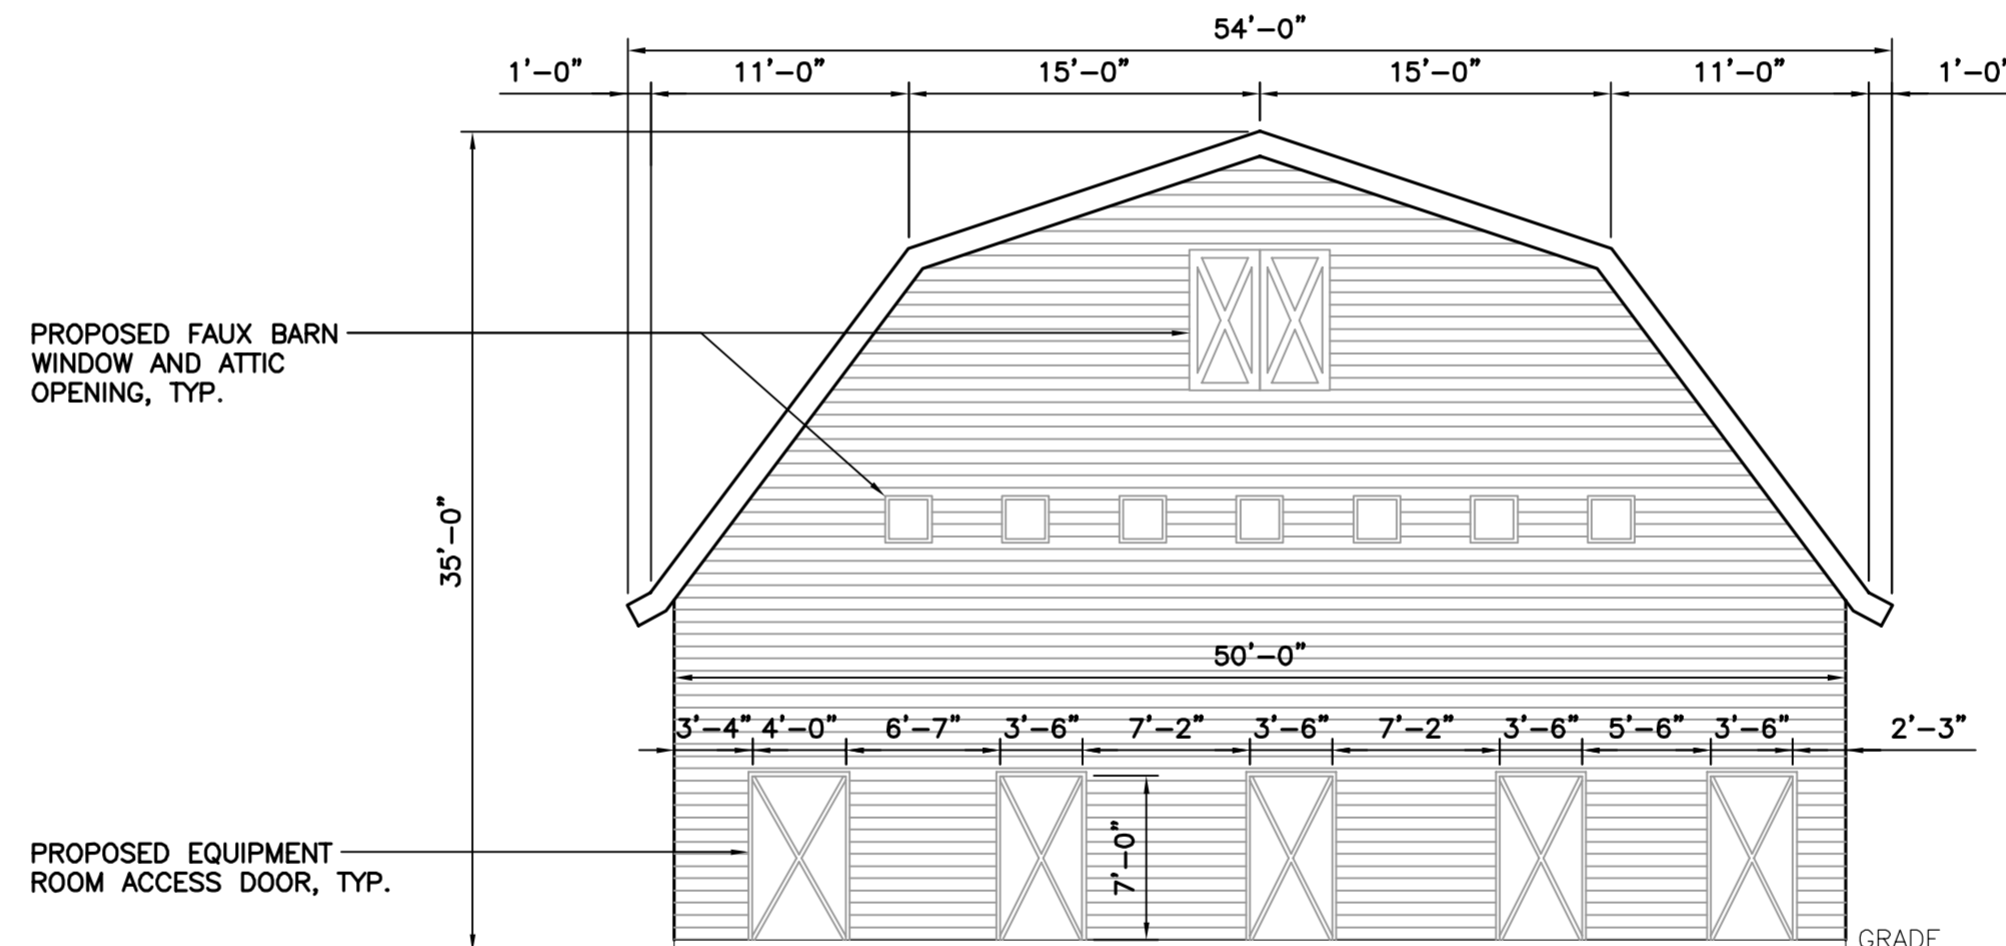 54'-0"
1'-0" 11'-0" 15'-0" 15'-0" 11'-0" 1'-0"
PROPOSED FAUX BARN
WINDOW AND ATTIC
OPENING, TYP.
35'-0"
50'-0"
3'-4" 4'-0" 6'-7" 3'-6" 7'-2" 3'-6" 7'-2" 3'-6" 5'-6" 3'-6" 2'-3"
7'-0"
PROPOSED EQUIPMENT
ROOM ACCESS DOOR, TYP.
GRADE